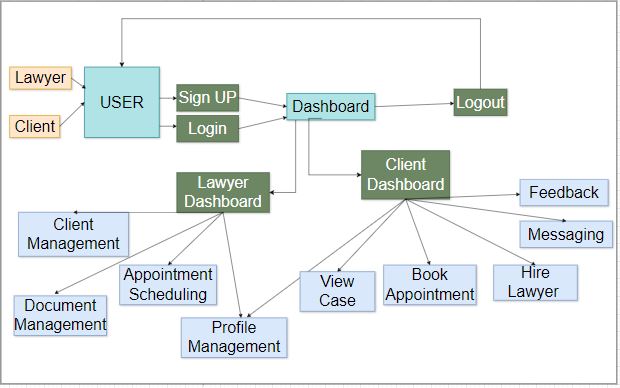 Lawyer
Client
USER
Sign UP
Login
Dashboard
Logout
Lawyer
Dashboard
Client
Dashboard
Feedback
Messaging
Client
Management
Appointment
Scheduling
Document
Management
Profile
Management
View
Case
Book
Appointment
Hire
Lawyer